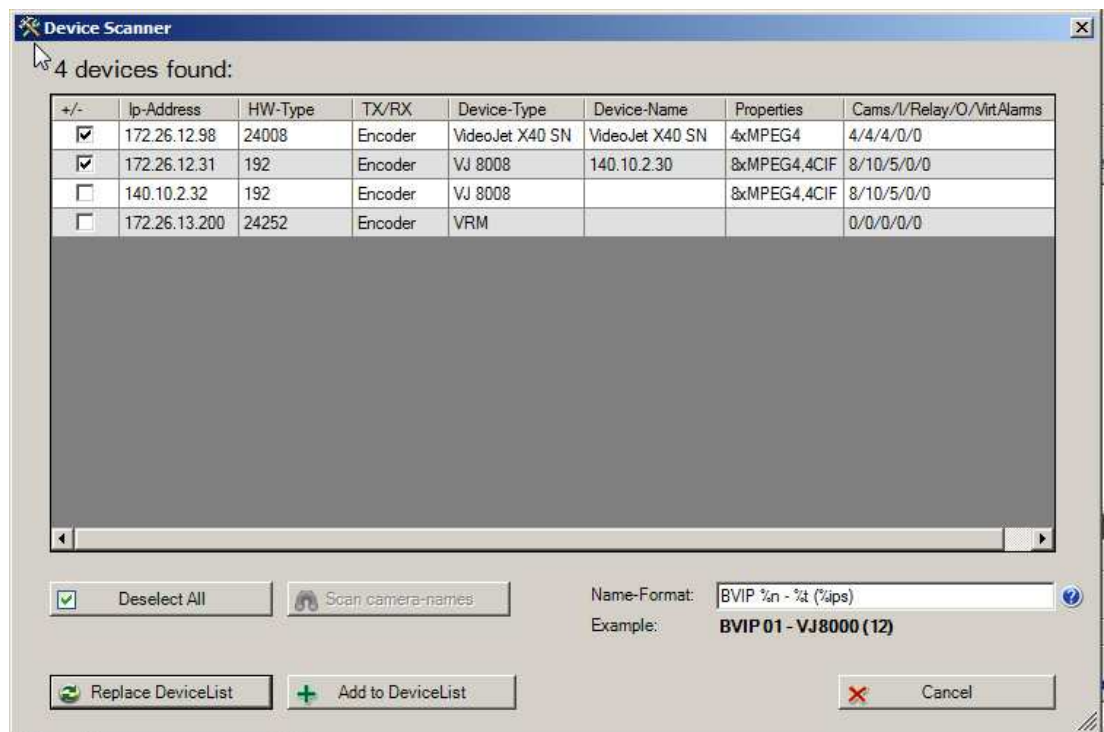 Device Scanner
4 devices found:
+/- Ip-Address HW-Type TX/RX Device-Type Device-Name Properties Cams/I/Relay/O/VirtAlarms
172.26.12.98 24008 Encoder VideoJet X40 SN VideoJet X40 SN 4xMPEG4 4/4/4/0/0
172.26.12.31 192 Encoder VJ 8008 140.10.2.30 8xMPEG4,4CIF 8/10/5/0/0
140.10.2.32 192 Encoder VJ 8008 8xMPEG4,4CIF 8/10/5/0/0
172.26.13.200 24252 Encoder VRM 0/0/0/0/0
Deselect All Scan camera-names Name-Format: BVIP %n - %t (%ips)
Example: BVIP 01 - VJ8000 (12)
Replace DeviceList Add to DeviceList Cancel